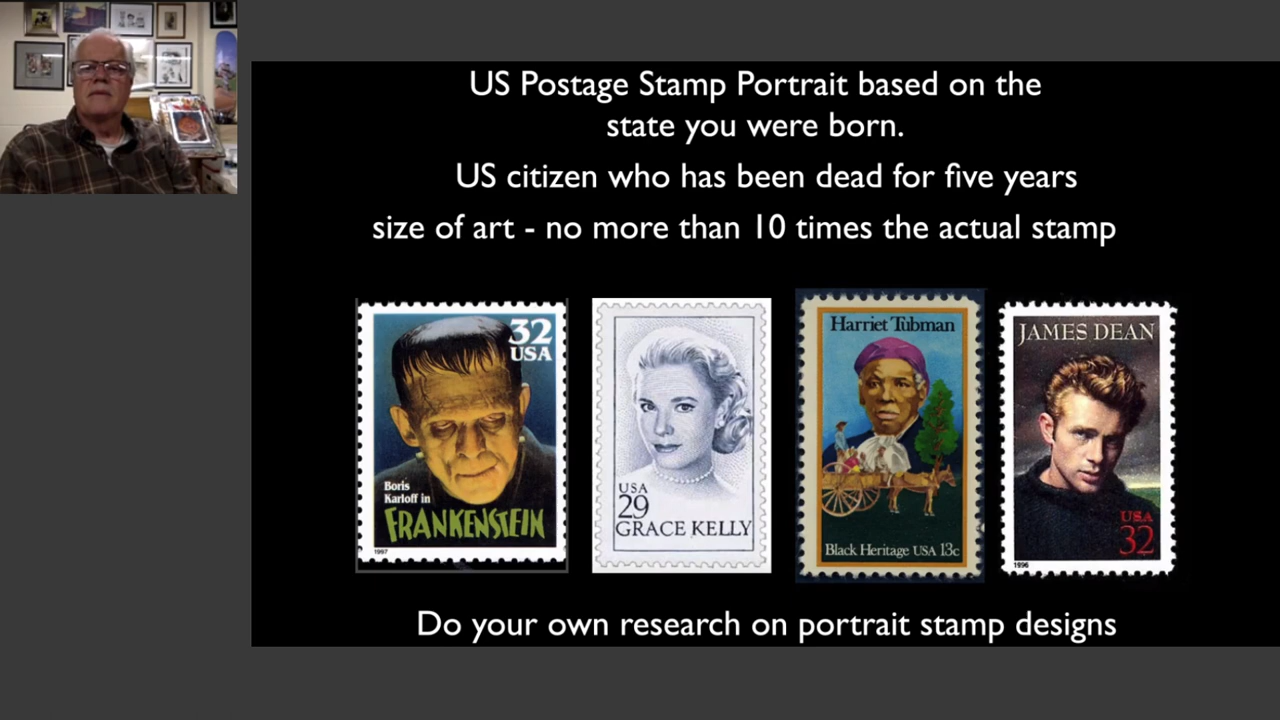 US Postage Stamp Portrait based on the
state you were born.
US citizen who has been dead for five years
size of art - no more than 10 times the actual stamp
32
USA
Boris
Karloff in
FRANKENSTEIN
1997
USA
29
GRACE KELLY
Harriet Tubman
Black Heritage USA 13c
JAMES DEAN
USA
32
1996
Do your own research on portrait stamp designs